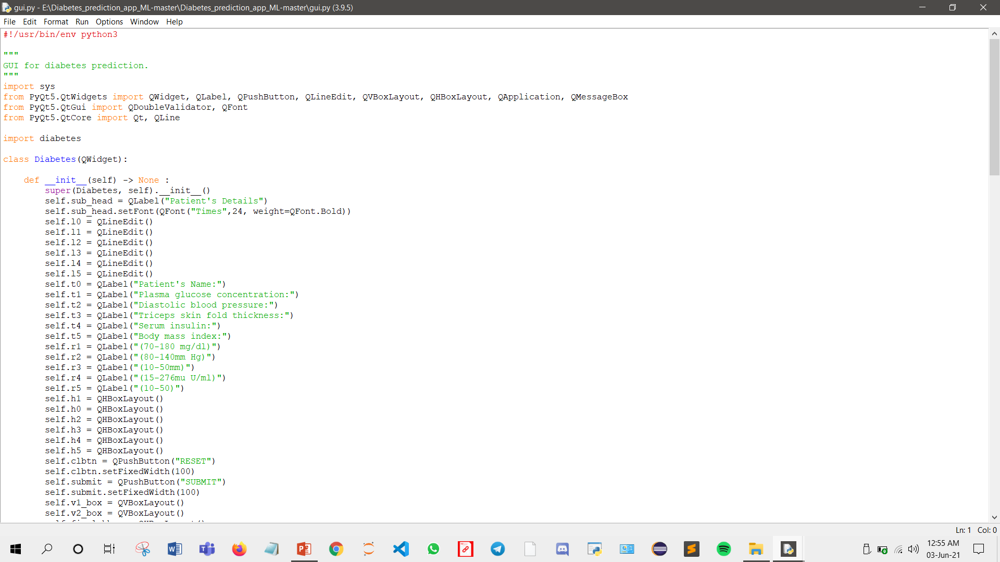 gui.py - E:\Diabetes_prediction_app_ML-master\Diabetes_prediction_app_ML-master\gui.py (3.9.5)
File Edit Format Run Options Window Help
#!/usr/bin/env python3
"""
GUI for diabetes prediction.
"""
import sys
from PyQt5.QtWidgets import QWidget, QLabel, QPushButton, QLineEdit, QVBoxLayout, QHBoxLayout, QApplication, QMessageBox
from PyQt5.QtGui import QDoubleValidator, QFont
from PyQt5.QtCore import Qt, QLine
import diabetes
class Diabetes(QWidget):
def __init__(self) -> None :
super(Diabetes, self).__init__()
self.sub_head = QLabel("Patient's Details")
self.sub_head.setFont(QFont("Times",24, weight=QFont.Bold))
self.l0 = QLineEdit()
self.l1 = QLineEdit()
self.l2 = QLineEdit()
self.l3 = QLineEdit()
self.l4 = QLineEdit()
self.l5 = QLineEdit()
self.t0 = QLabel("Patient's Name:")
self.t1 = QLabel("Plasma glucose concentration:")
self.t2 = QLabel("Diastolic blood pressure:")
self.t3 = QLabel("Triceps skin fold thickness:")
self.t4 = QLabel("Serum insulin:")
self.t5 = QLabel("Body mass index:")
self.r1 = QLabel("(70-180 mg/dl)")
self.r2 = QLabel("(80-140mm Hg)")
self.r3 = QLabel("(10-50mm)")
self.r4 = QLabel("(15-276mu U/ml)")
self.r5 = QLabel("(10-50)")
self.h1 = QHBoxLayout()
self.h0 = QHBoxLayout()
self.h2 = QHBoxLayout()
self.h3 = QHBoxLayout()
self.h4 = QHBoxLayout()
self.h5 = QHBoxLayout()
self.clbtn = QPushButton("RESET")
self.clbtn.setFixedWidth(100)
self.submit = QPushButton("SUBMIT")
self.submit.setFixedWidth(100)
self.v1_box = QVBoxLayout()
self.v2_box = QVBoxLayout()
Ln: 1 Col: 0
12:55 AM
03-Jun-21